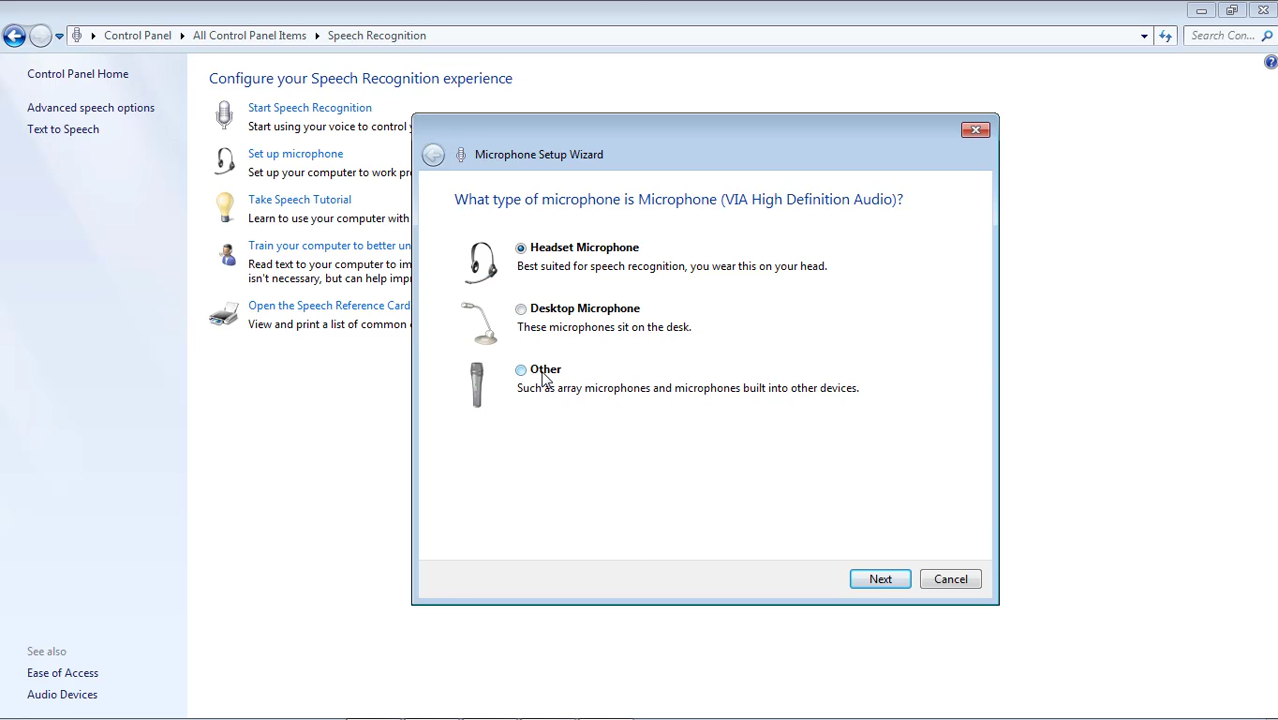 Control Panel
All Control Panel Items
Speech Recognition
Search Con...
Control Panel Home
Advanced speech options
Text to Speech
Configure your Speech Recognition experience
Start Speech Recognition
Start using your voice to control
Set up microphone
Set up your computer to work pr
Take Speech Tutorial
Learn to use your computer with
Train your computer to better un
Read text to your computer to im
isn't necessary, but can help impr
Open the Speech Reference Card
View and print a list of common
Microphone Setup Wizard
What type of microphone is Microphone (VIA High Definition Audio)?
Headset Microphone
Best suited for speech recognition, you wear this on your head.
Desktop Microphone
These microphones sit on the desk.
Other
Such as array microphones and microphones built into other devices.
Next
Cancel
See also
Ease of Access
Audio Devices